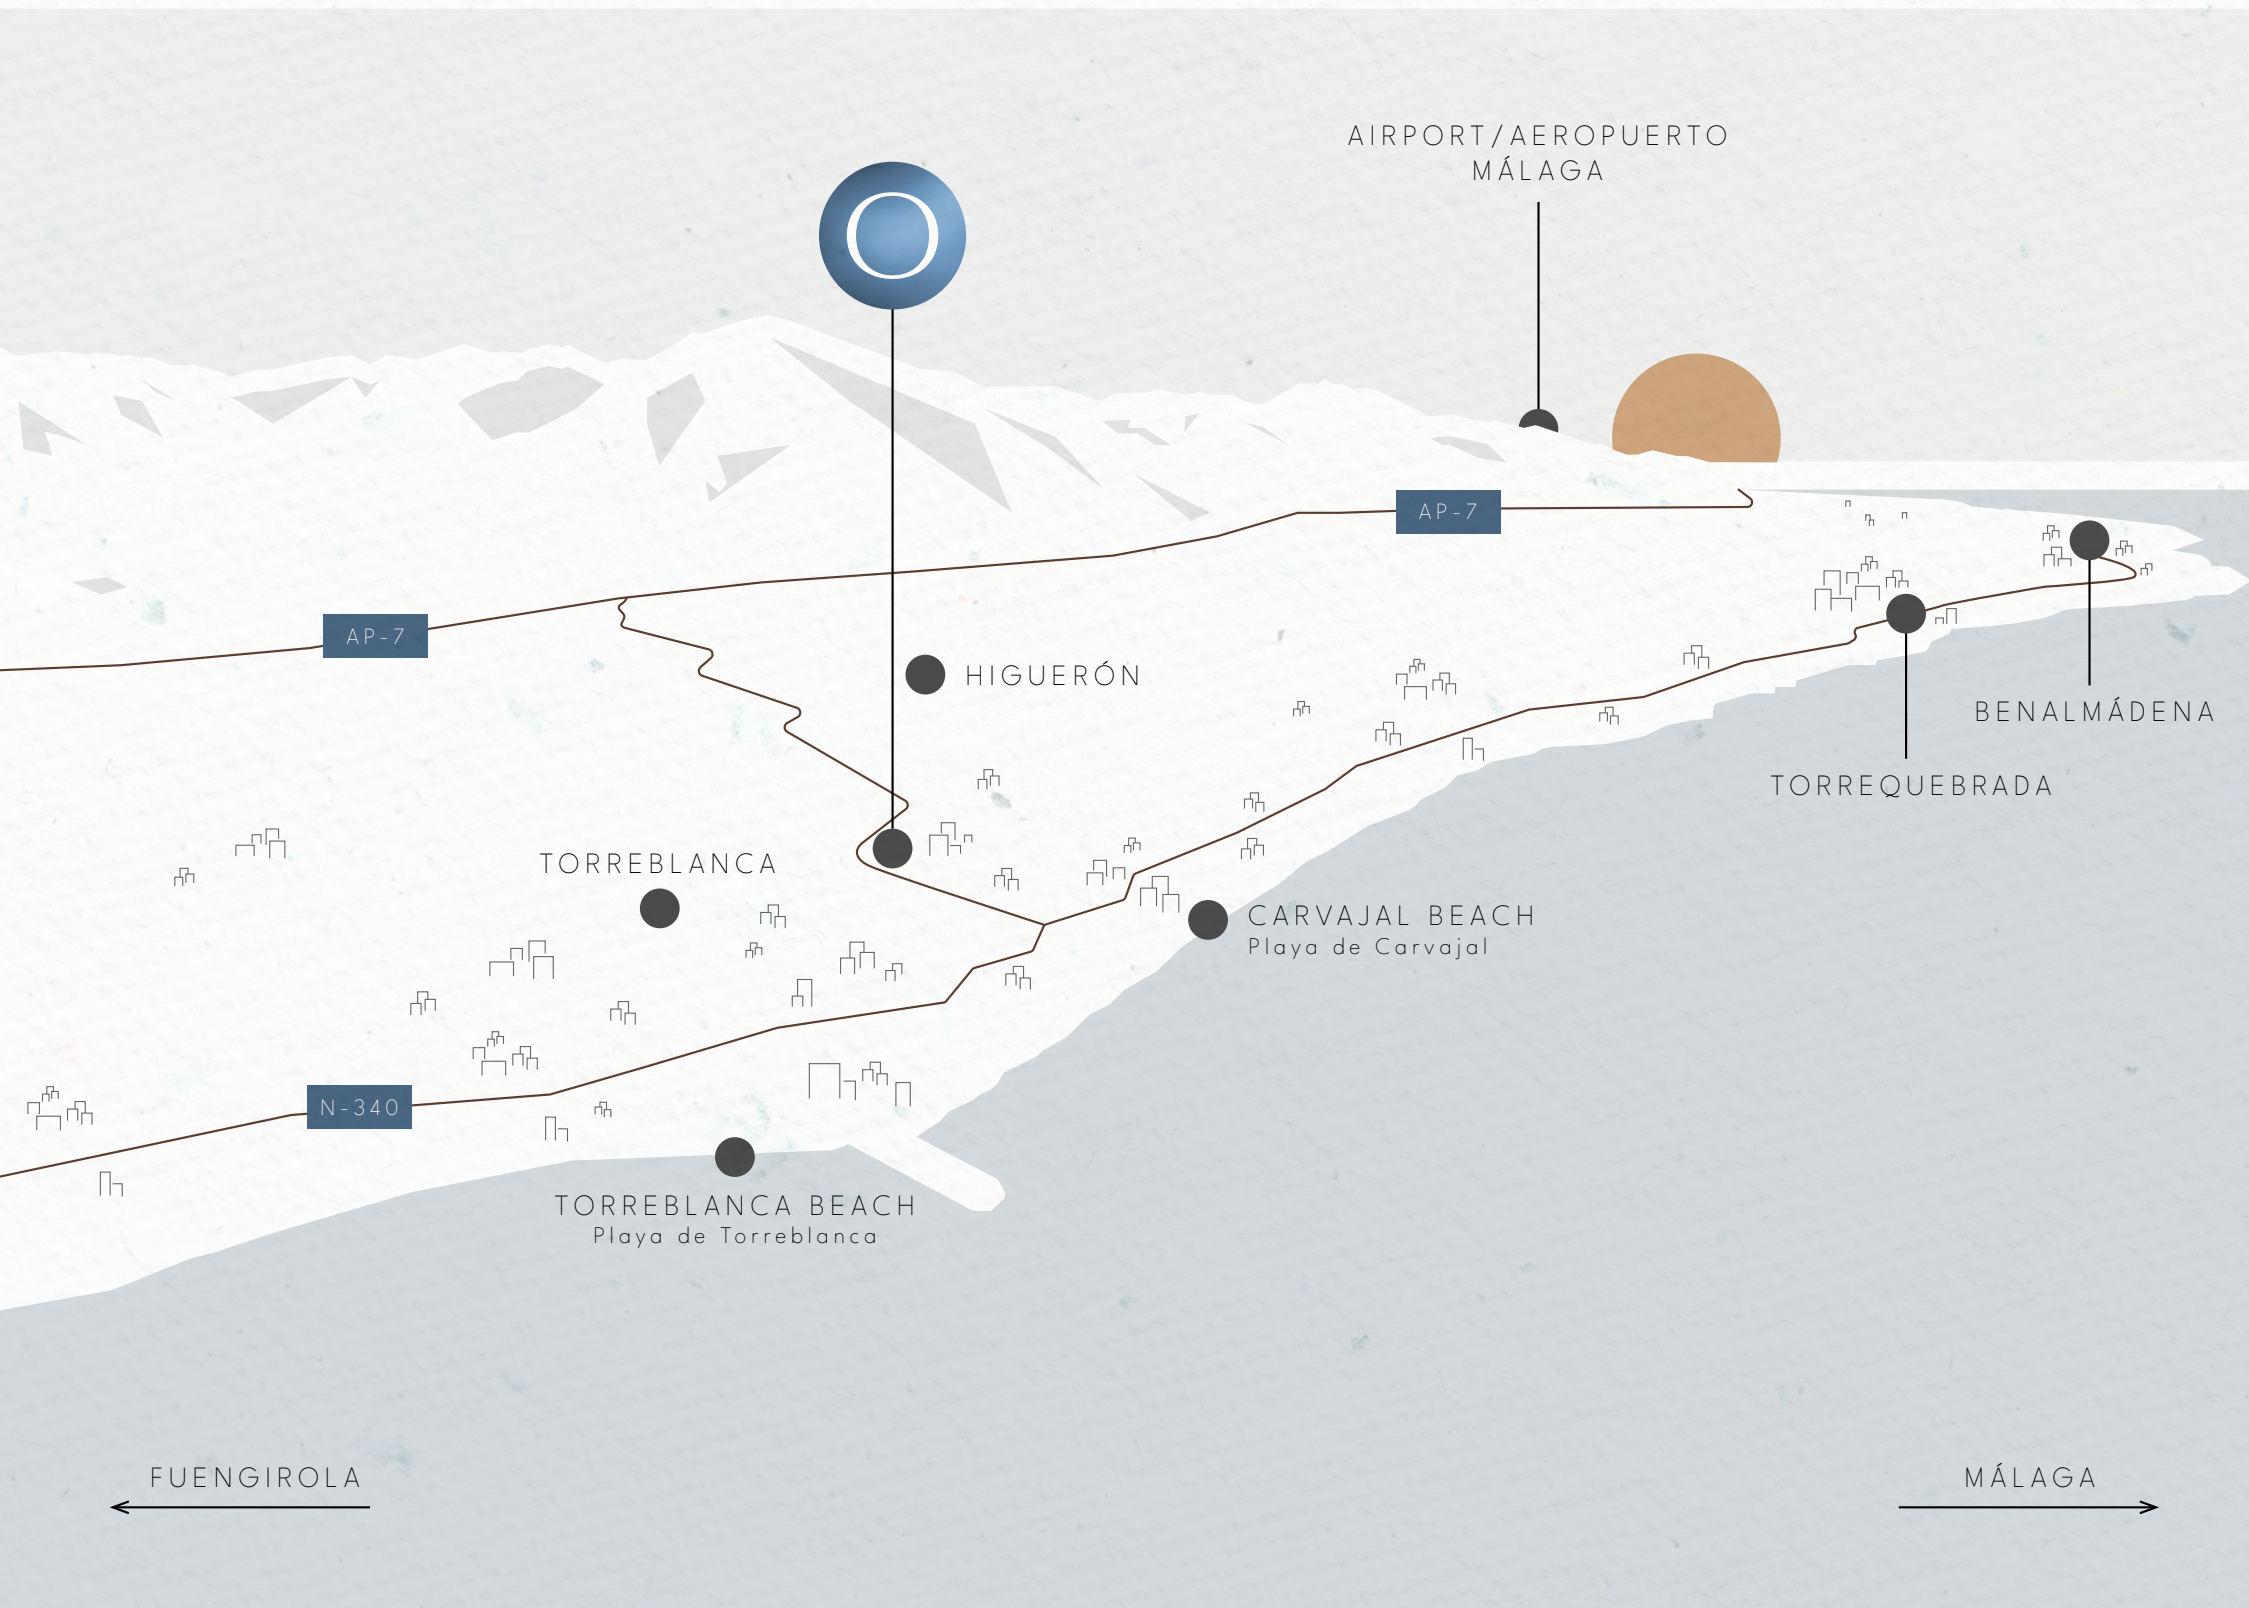 AIRPORT/AEROPUERTO
MÁLAGA
O
AP-7
AP-7
HIGUERÓN
BENALMÁDENA
TORREQUEBRADA
TORREBLANCA
CARVAJAL BEACH
Playa de Carvajal
N-340
TORREBLANCA BEACH
Playa de Torreblanca
FUENGIROLA
MÁLAGA